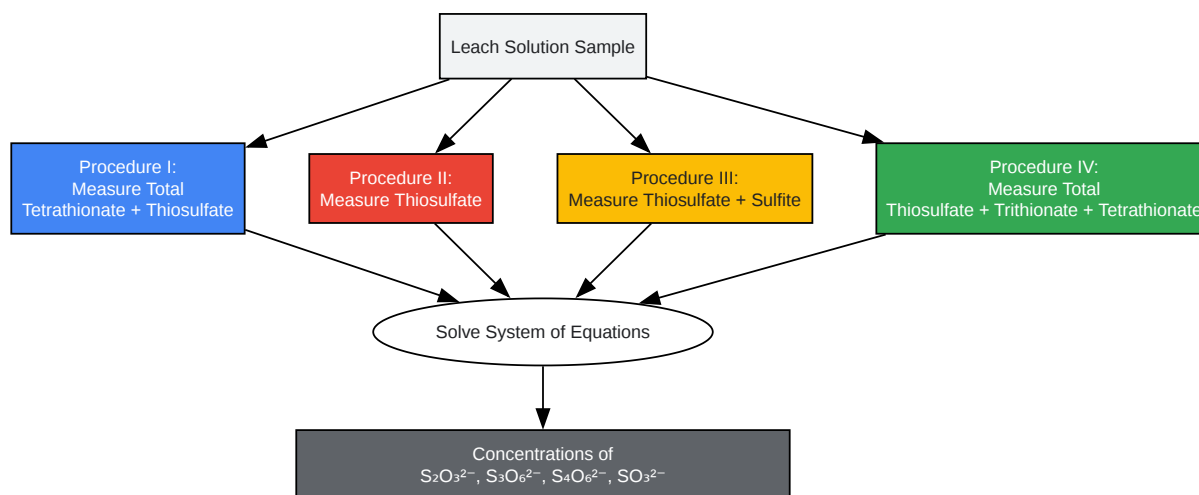 Leach Solution Sample
Procedure I:
Measure Total
Tetrathionate + Thiosulfate
Procedure II:
Measure Thiosulfate
Procedure III:
Measure Thiosulfate + Sulfite
Procedure IV:
Measure Total
Thiosulfate + Trithionate + Tetrathionate
Solve System of Equations
Concentrations of
S₂O₃²⁻, S₃O₆²⁻, S₄O₆²⁻, SO₃²⁻